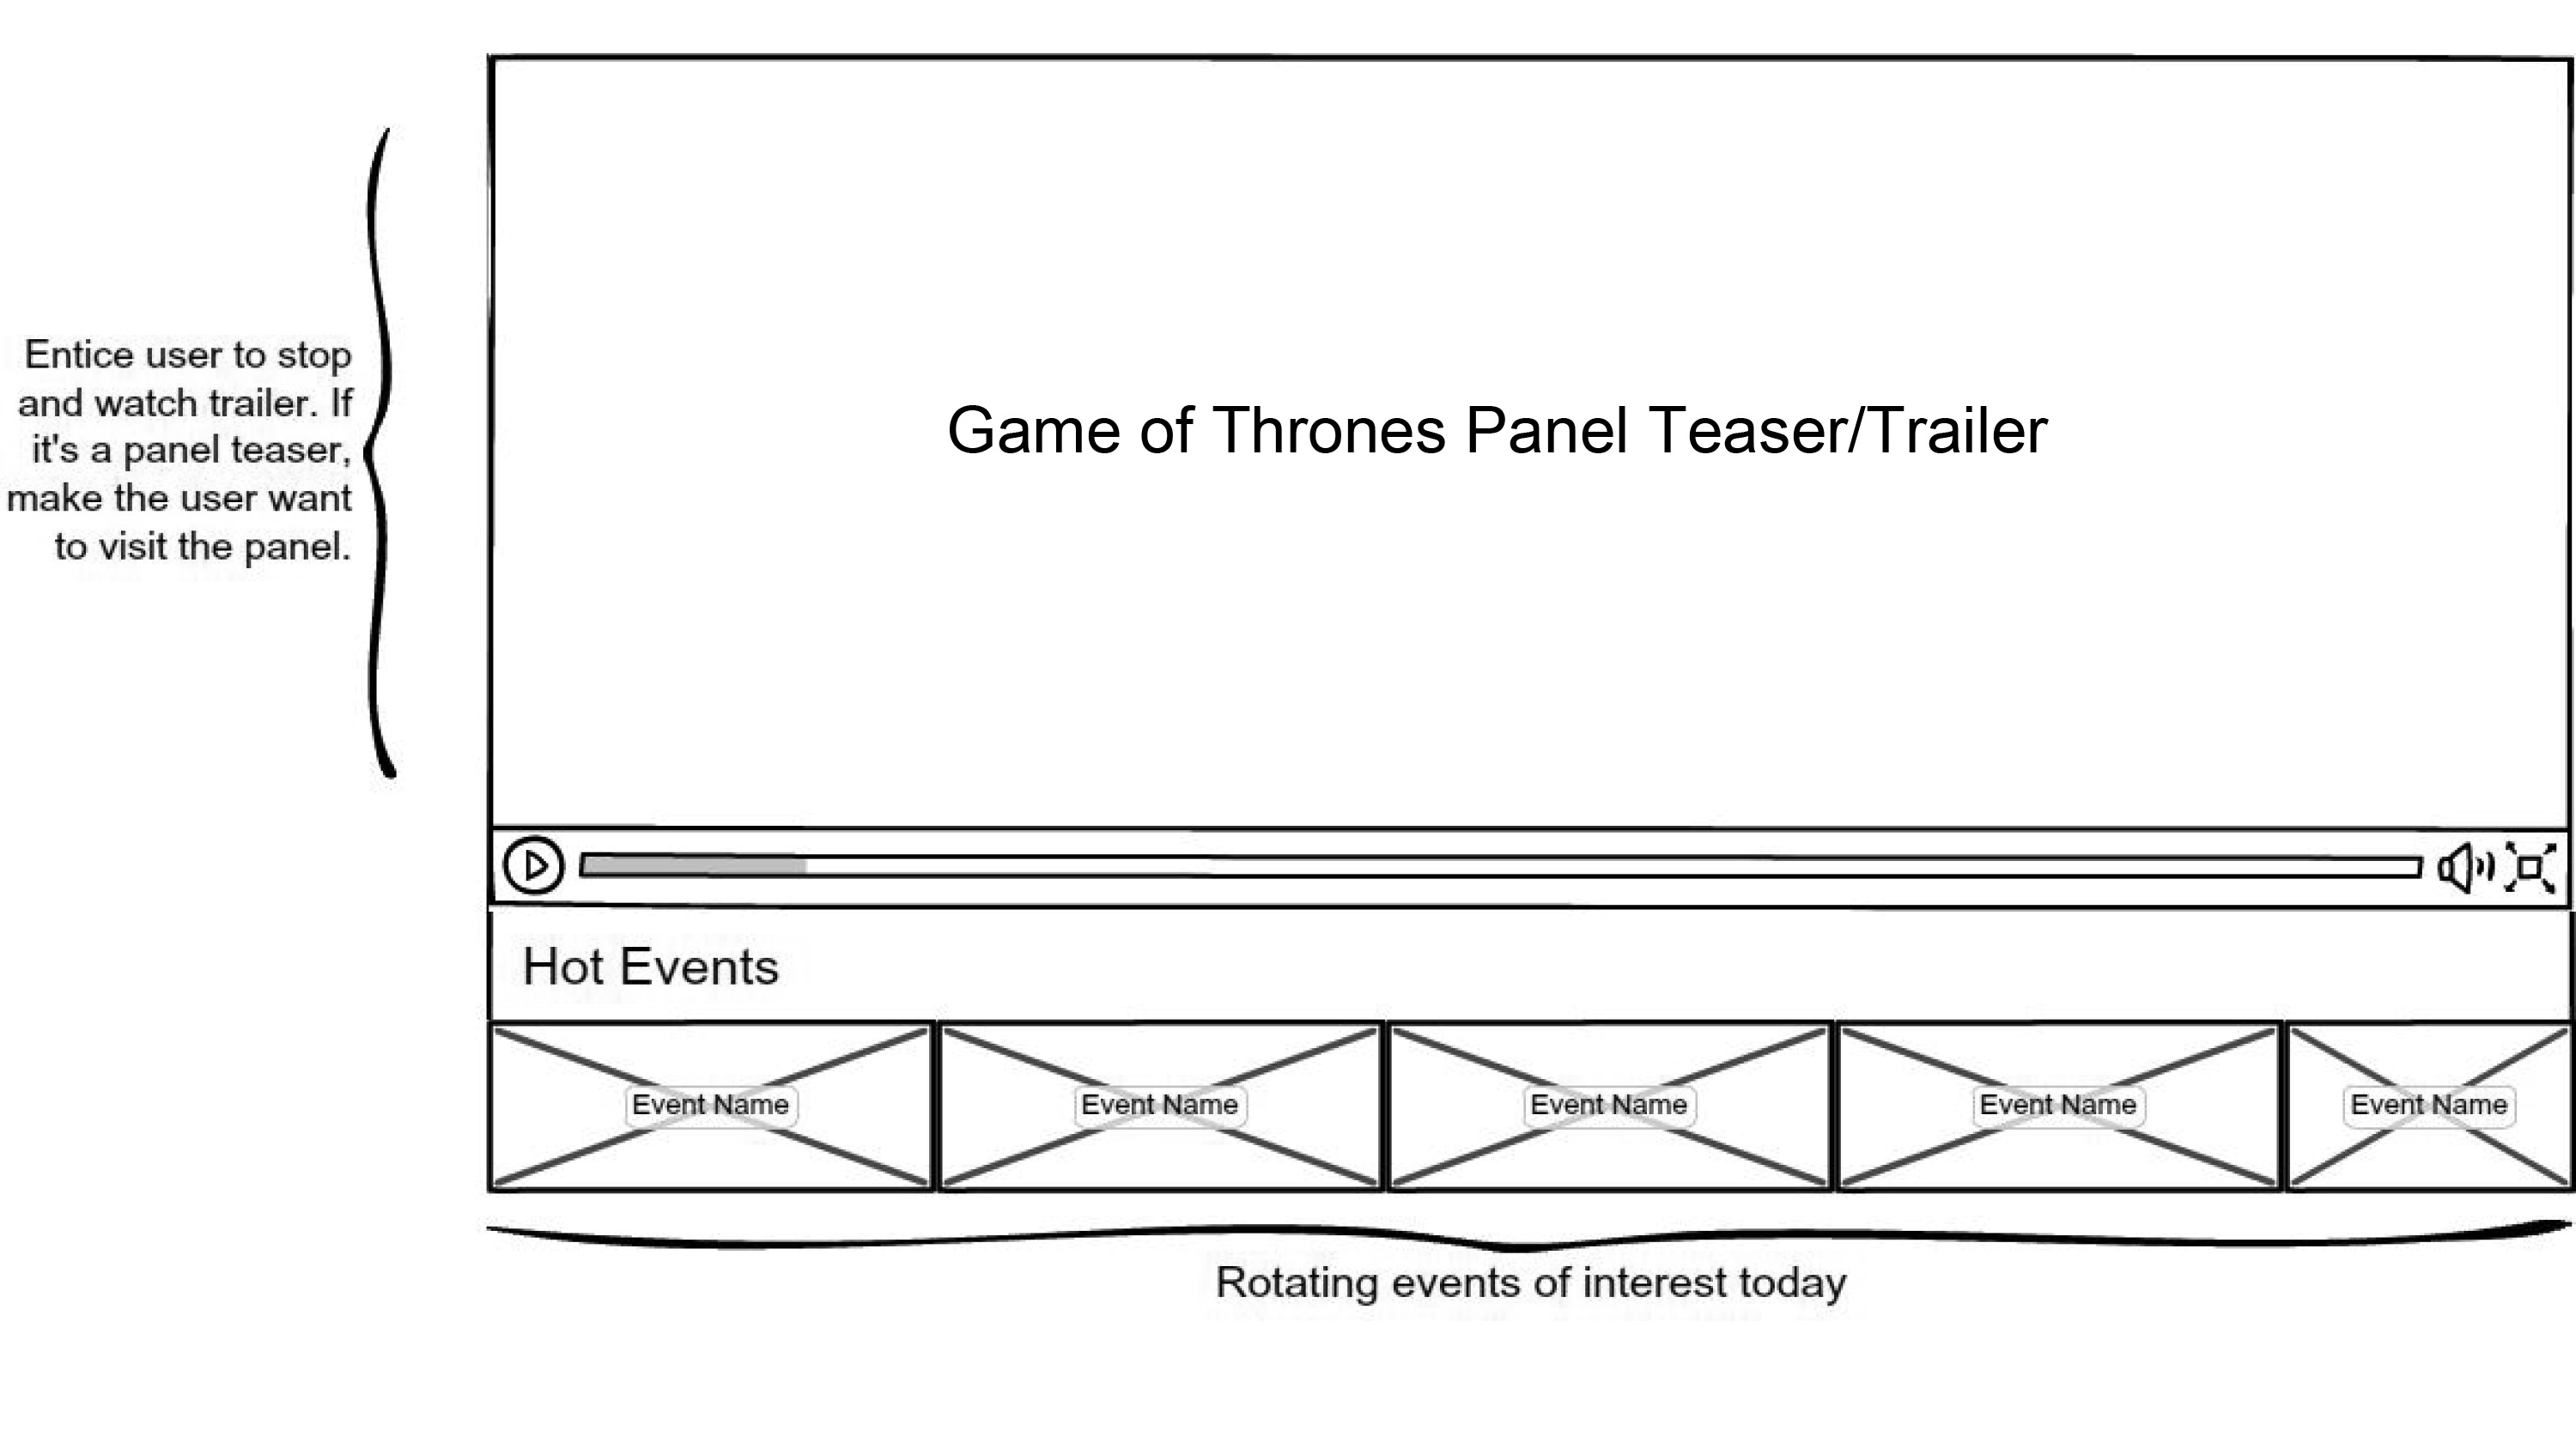 Entice user to stop
and watch trailer. If
it's a panel teaser,
make the user want
to visit the panel.
Game of Thrones Panel Teaser/Trailer
Hot Events
Event Name
Event Name
Event Name
Event Name
Event Name
Rotating events of interest today